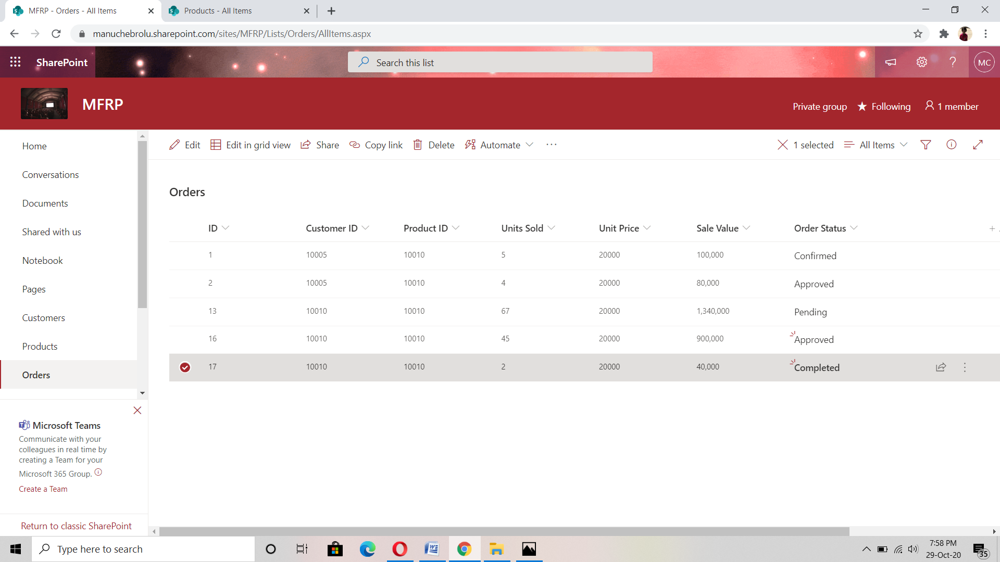 MFRP - Orders - All Items
Products - All Items
manuchebrolu.sharepoint.com/sites/MFRP/Lists/Orders/AllItems.aspx
SharePoint
Search this list
MC
MFRP
Private group
Following
1 member
Home
Conversations
Documents
Shared with us
Notebook
Pages
Customers
Products
Orders
Edit
Edit in grid view
Share
Copy link
Delete
Automate
1 selected
All Items
Orders
ID Customer ID Product ID Units Sold Unit Price Sale Value Order Status
1 10005 10010 5 20000 100,000 Confirmed
2 10005 10010 4 20000 80,000 Approved
13 10010 10010 67 20000 1,340,000 Pending
16 10010 10010 45 20000 900,000 Approved
17 10010 10010 2 20000 40,000 Completed
Microsoft Teams
Communicate with your
colleagues in real time by
creating a Team for your
Microsoft 365 Group.
Create a Team
Return to classic SharePoint
Type here to search
7:58 PM
29-Oct-20
35